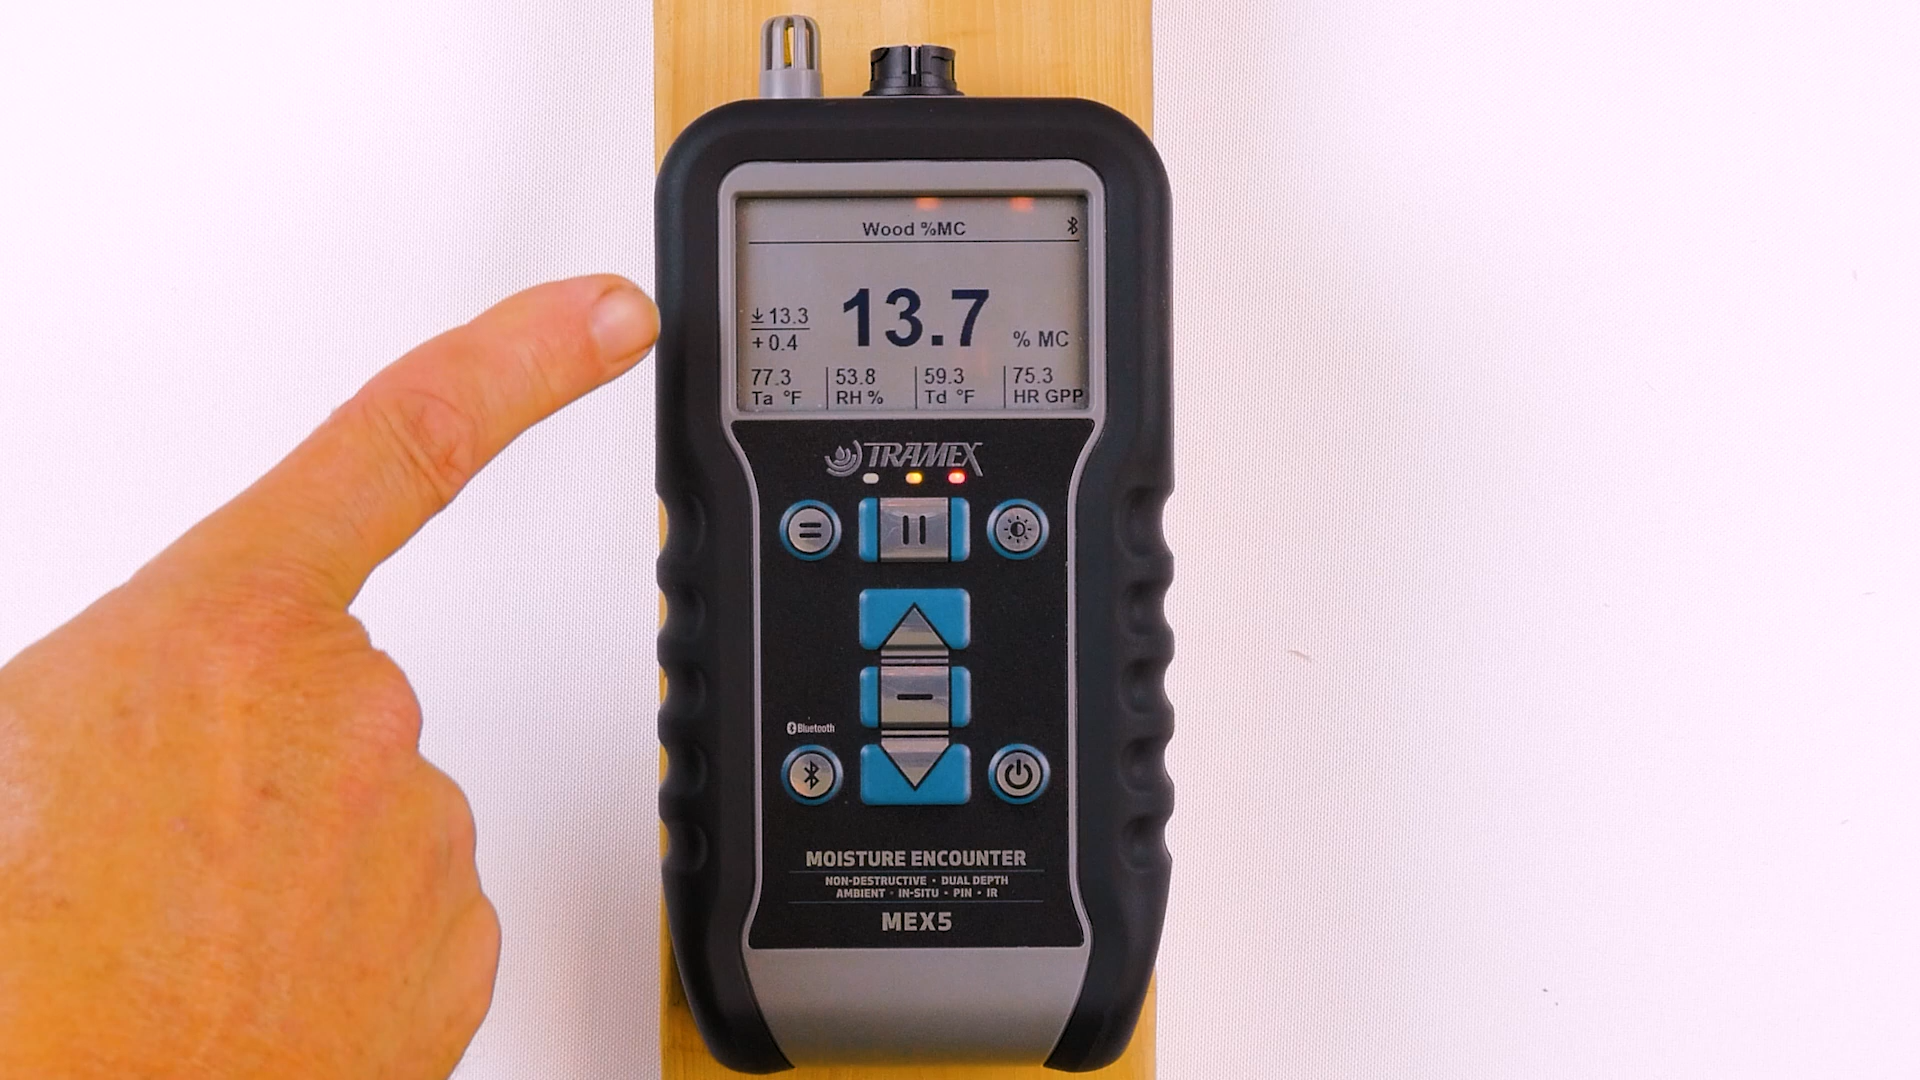 Wood %MC
↓ 13.3
+ 0.4
13.7
% MC
77.3 53.8 59.3 75.3
Ta °F RH % Td °F HR GPP
TRAMEX
Bluetooth
MOISTURE ENCOUNTER
NON-DESTRUCTIVE • DUAL DEPTH
AMBIENT • IN-SITU • PIN • IR
MEX5